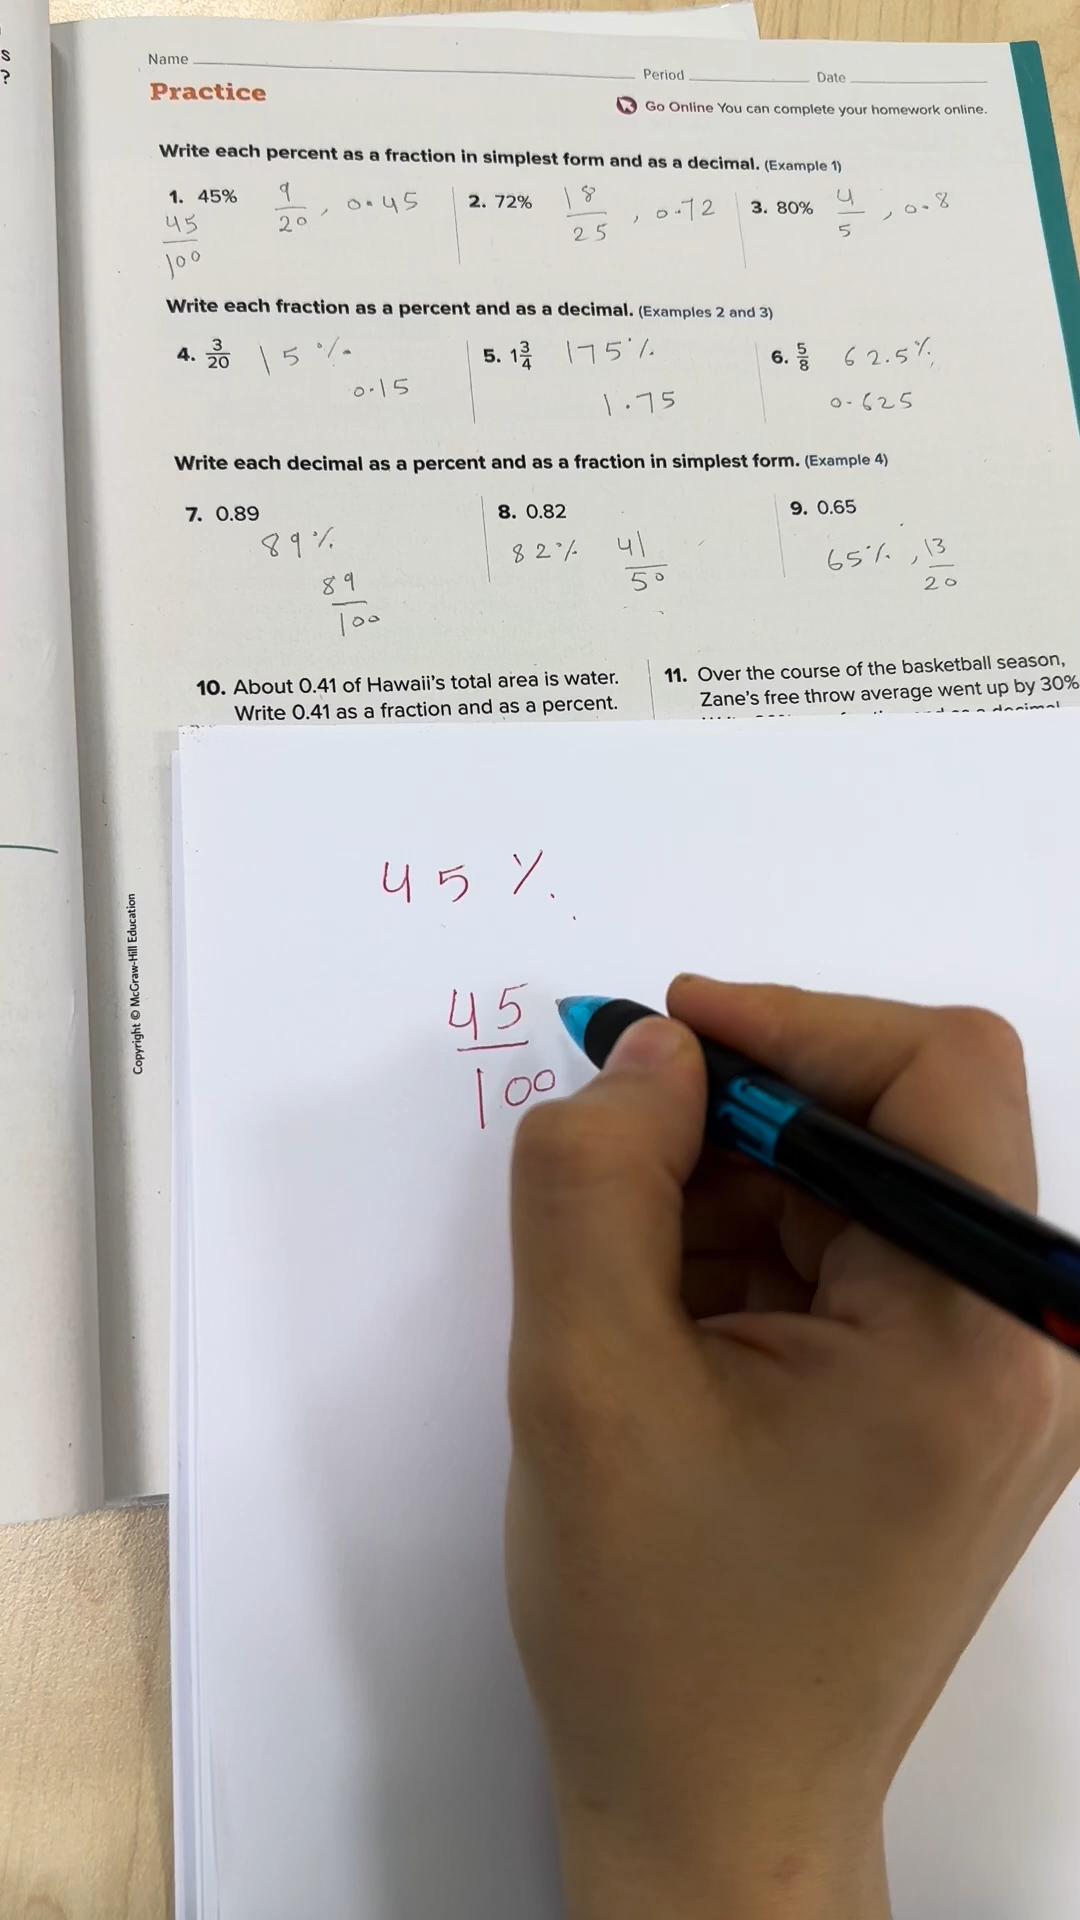 s
?
Name
Period
Date
Practice
Go Online You can complete your homework online.
Write each percent as a fraction in simplest form and as a decimal. (Example 1)
1. 45% 9/20, 0.45
45/100
2. 72% 18/25, 0.72
3. 80% 4/5, 0.8
Write each fraction as a percent and as a decimal. (Examples 2 and 3)
4. 3/20 15%
0.15
5. 1 3/4 175%
1.75
6. 5/8 62.5%
0.625
Write each decimal as a percent and as a fraction in simplest form. (Example 4)
7. 0.89
89%
89/100
8. 0.82
82% 41/50
9. 0.65
65%, 13/20
10. About 0.41 of Hawaii's total area is water.
Write 0.41 as a fraction and as a percent.
11. Over the course of the basketball season,
Zane's free throw average went up by 30%
Copyright © McGraw-Hill Education
45%
45/100